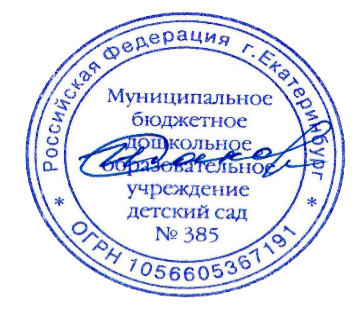 Российская Федерация г. Екатеринбург
Муниципальное
бюджетное
дошкольное
образовательное
учреждение
детский сад
№ 385
* ОГРН 1056605367191 *